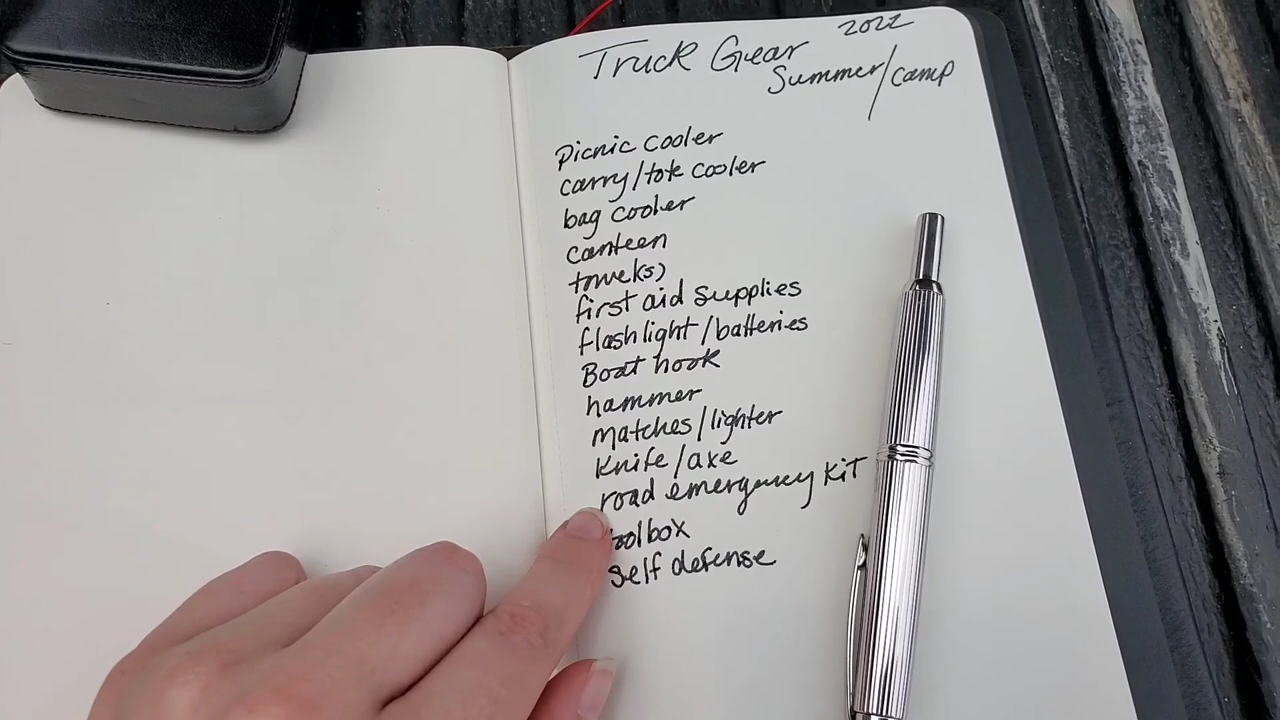 Truck Gear 2022
Summer/camp
Picnic cooler
carry/tote cooler
bag cooler
canteen
towel(s)
first aid supplies
flashlight/batteries
Boat hook
hammer
matches/lighter
Knife/axe
road emergency KiT
toolbox
self defense